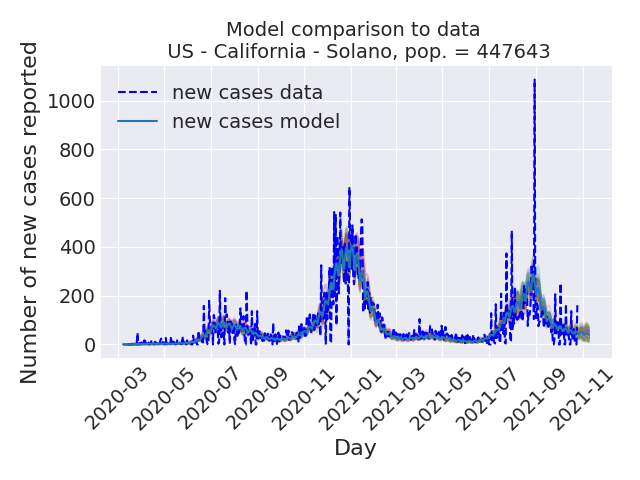 Model comparison to data
US - California - Solano, pop. = 447643
Number of new cases reported
1000
800
600
400
200
0
new cases data
new cases model
2020-03
2020-05
2020-07
2020-09
2020-11
2021-01
2021-03
2021-05
2021-07
2021-09
2021-11
Day